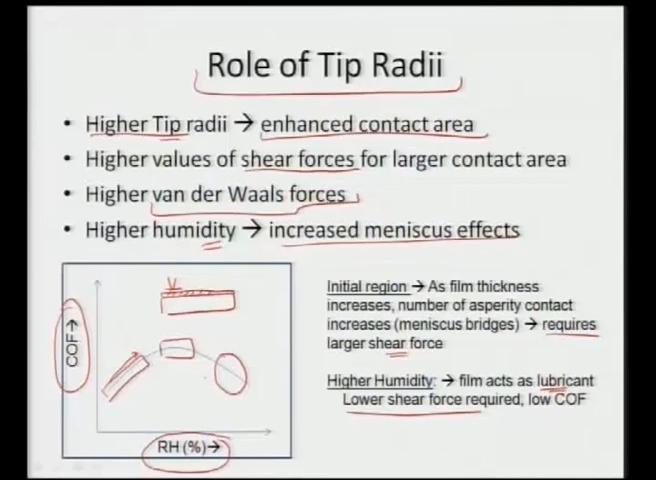 Role of Tip Radii
• Higher Tip radii → enhanced contact area
• Higher values of shear forces for larger contact area
• Higher van der Waals forces
• Higher humidity → increased meniscus effects
Initial region → As film thickness
increases, number of asperity contact
increases (meniscus bridges) → requires
larger shear force
Higher Humidity: → film acts as lubricant
Lower shear force required, low COF
COF→
RH (%)→